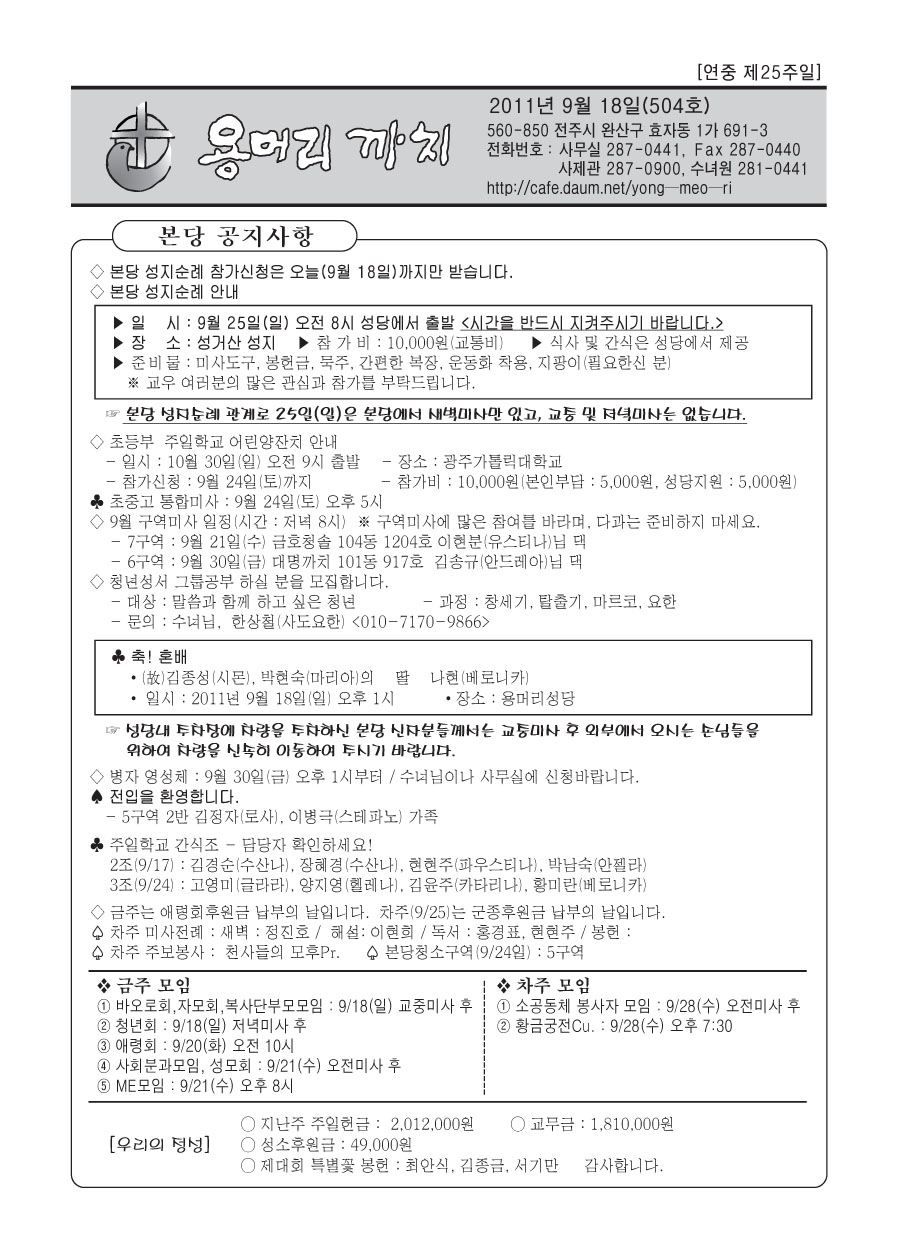 [연중 제25주일]
용머리 까치
2011년 9월 18일(504호)
560-850 전주시 완산구 효자동 1가 691-3
전화번호 : 사무실 287-0441, Fax 287-0440
사제관 287-0900, 수녀원 281-0441
http://cafe.daum.net/yong—meo—ri
본당 공지사항
◇ 본당 성지순례 참가신청은 오늘(9월 18일)까지만 받습니다.
◇ 본당 성지순례 안내
▶ 일 시 : 9월 25일(일) 오전 8시 성당에서 출발 <시간을 반드시 지켜주시기 바랍니다.>
▶ 장 소 : 성거산 성지 ▶ 참 가 비 : 10,000원(교통비) ▶ 식사 및 간식은 성당에서 제공
▶ 준 비 물 : 미사도구, 봉헌금, 묵주, 간편한 복장, 운동화 착용, 지팡이(필요한신 분)
※ 교우 여러분의 많은 관심과 참가를 부탁드립니다.
☞ 본당 성지순례 관계로 25일(일)은 본당에서 새벽미사만 있고, 교통 및 저녁미사는 없습니다.
◇ 초등부 주일학교 어린양잔치 안내
- 일시 : 10월 30일(일) 오전 9시 출발 - 장소 : 광주가톨릭대학교
- 참가신청 : 9월 24일(토)까지 - 참가비 : 10,000원(본인부담 : 5,000원, 성당지원 : 5,000원)
♣ 초중고 통합미사 : 9월 24일(토) 오후 5시
◇ 9월 구역미사 일정(시간 : 저녁 8시) ※ 구역미사에 많은 참여를 바라며, 다과는 준비하지 마세요.
- 7구역 : 9월 21일(수) 금호청솔 104동 1204호 이현분(유스티나)님 댁
- 6구역 : 9월 30일(금) 대명까치 101동 917호 김송규(안드레아)님 댁
◇ 청년성서 그룹공부 하실 분을 모집합니다.
- 대상 : 말씀과 함께 하고 싶은 청년 - 과정 : 창세기, 탈출기, 마르코, 요한
- 문의 : 수녀님, 한상철(사도요한) <010-7170-9866>
♣ 축! 혼배
• (故)김종성(시몬), 박현숙(마리아)의 딸 나현(베로니카)
• 일시 : 2011년 9월 18일(일) 오후 1시 • 장소 : 용머리성당
☞ 성당내 주차장에 차량을 주차하신 본당 신자분들께서는 교통미사 후 외부에서 오시는 손님들을
위하여 차량을 신속히 이동하여 주시기 바랍니다.
◇ 병자 영성체 : 9월 30일(금) 오후 1시부터 / 수녀님이나 사무실에 신청바랍니다.
♠ 전입을 환영합니다.
- 5구역 2반 김정자(로사), 이병극(스테파노) 가족
♣ 주일학교 간식조 - 담당자 확인하세요!
2조(9/17) : 김경순(수산나), 장혜경(수산나), 현현주(파우스티나), 박남숙(안젤라)
3조(9/24) : 고영미(글라라), 양지영(헬레나), 김윤주(카타리나), 황미란(베로니카)
◇ 금주는 애령회후원금 납부의 날입니다. 차주(9/25)는 군종후원금 납부의 날입니다.
♤ 차주 미사전례 : 새벽 : 정진호 / 해설: 이현희 / 독서 : 홍경표, 현현주 / 봉헌 :
♤ 차주 주보봉사 : 천사들의 모후Pr. ♤ 본당청소구역(9/24일) : 5구역
❖ 금주 모임
① 바오로회,자모회,복사단부모모임 : 9/18(일) 교중미사 후
② 청년회 : 9/18(일) 저녁미사 후
③ 애령회 : 9/20(화) 오전 10시
④ 사회분과모임, 성모회 : 9/21(수) 오전미사 후
⑤ ME모임 : 9/21(수) 오후 8시
❖ 차주 모임
① 소공동체 봉사자 모임 : 9/28(수) 오전미사 후
② 황금궁전Cu. : 9/28(수) 오후 7:30
[우리의 정성]
○ 지난주 주일헌금 : 2,012,000원 ○ 교무금 : 1,810,000원
○ 성소후원금 : 49,000원
○ 제대회 특별꽃 봉헌 : 최안식, 김종금, 서기만 감사합니다.